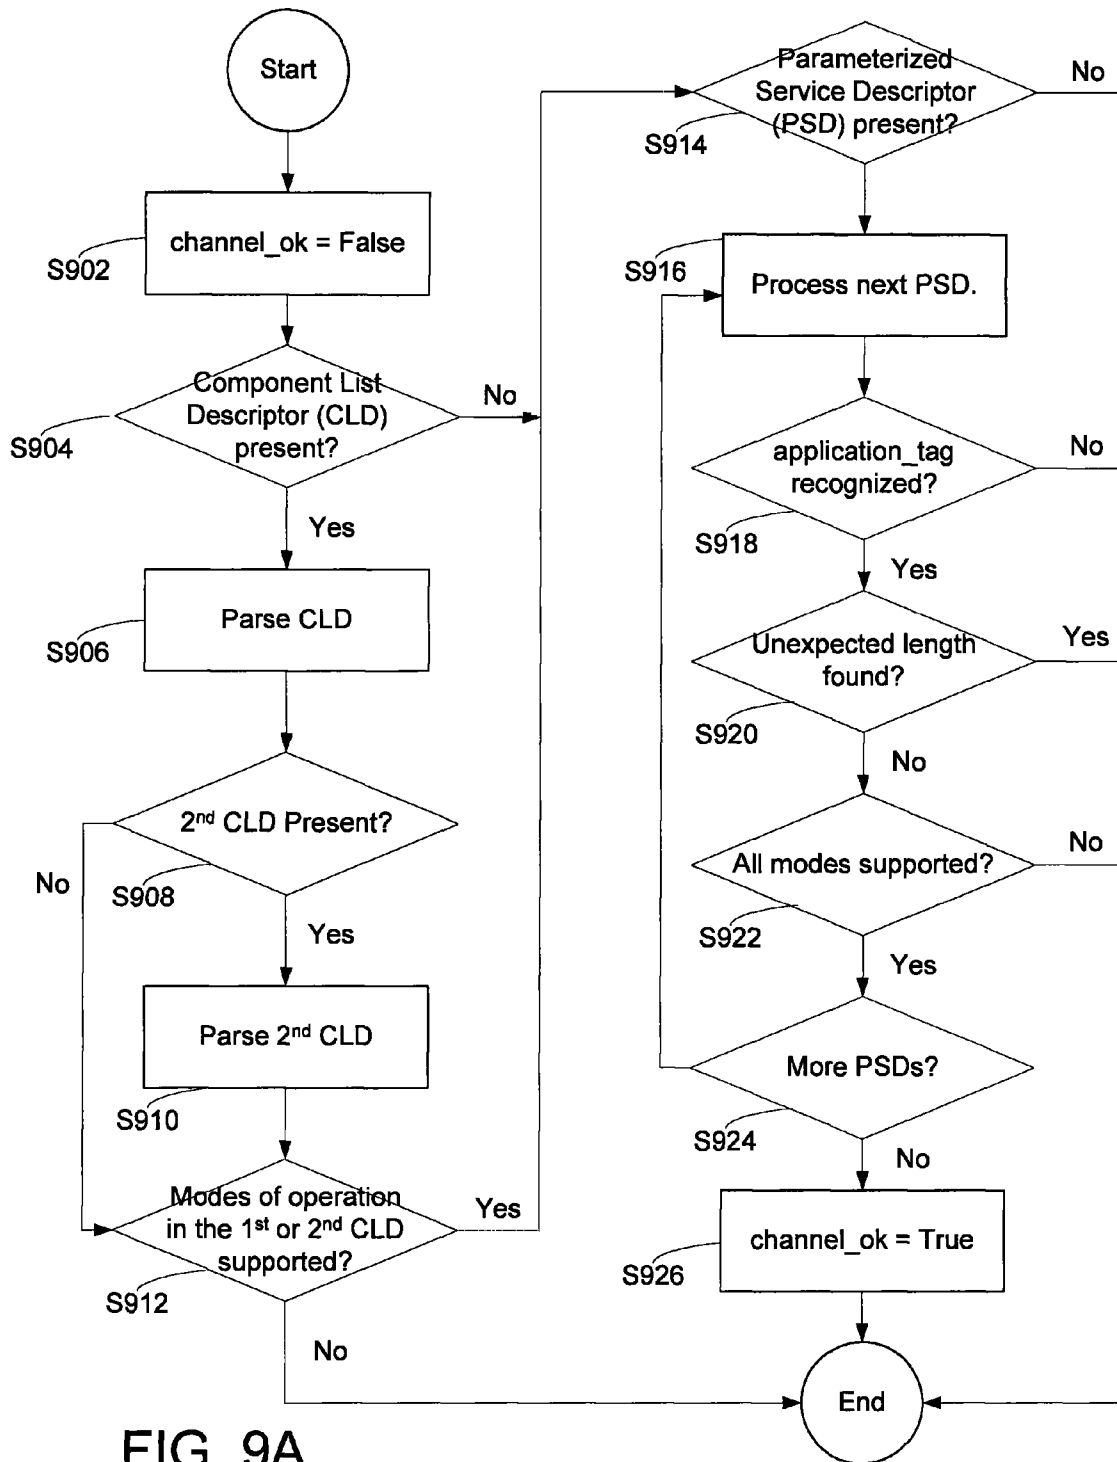 Start
channel_ok = False
S902
Component List
Descriptor (CLD)
present?
No
S904
Yes
Parse CLD
S906
2nd CLD Present?
No
S908
Yes
Parse 2nd CLD
S910
Modes of operation
in the 1st or 2nd CLD
supported?
Yes
S912
No
Parameterized
Service Descriptor
(PSD) present?
No
S914
S916
Process next PSD.
application_tag
recognized?
No
S918
Yes
Unexpected length
found?
Yes
S920
No
All modes supported?
No
S922
Yes
More PSDs?
S924
No
channel_ok = True
S926
End
FIG. 9A